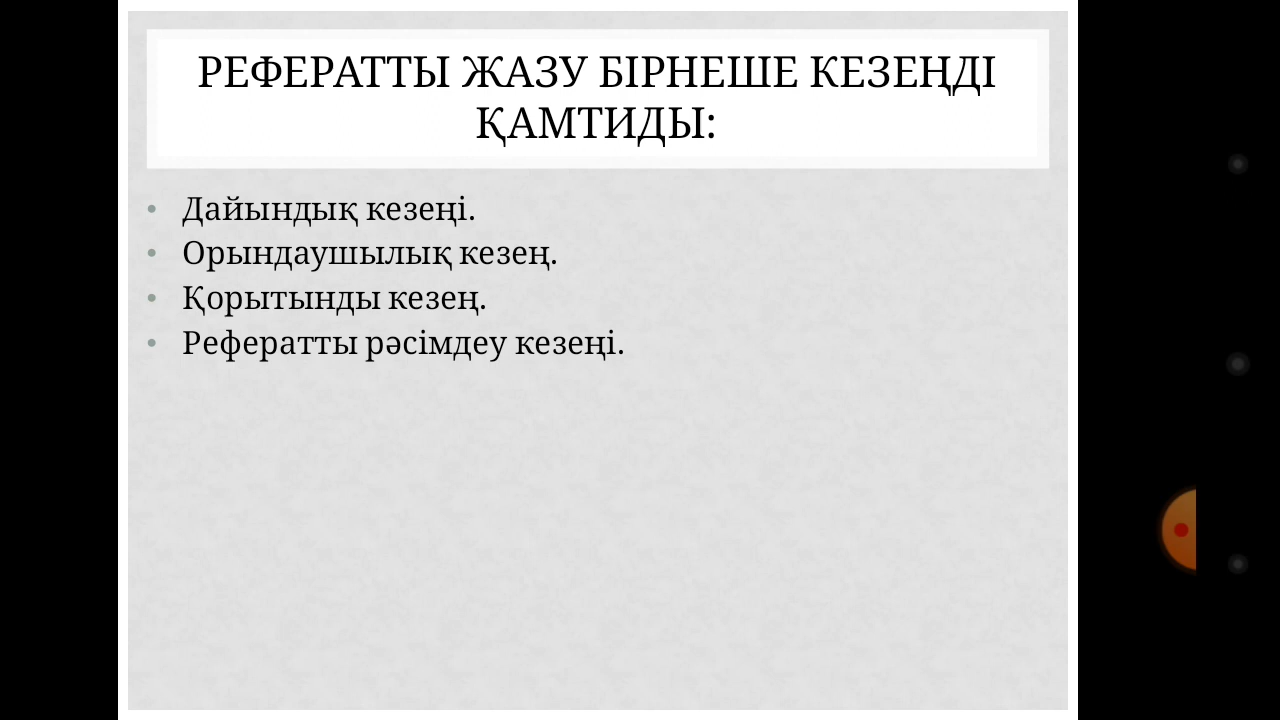 РЕФЕРАТТЫ ЖАЗУ БІРНЕШЕ КЕЗЕҢДІ
ҚАМТИДЫ:
• Дайындық кезеңі.
• Орындаушылық кезең.
• Қорытынды кезең.
• Рефератты рәсімдеу кезеңі.